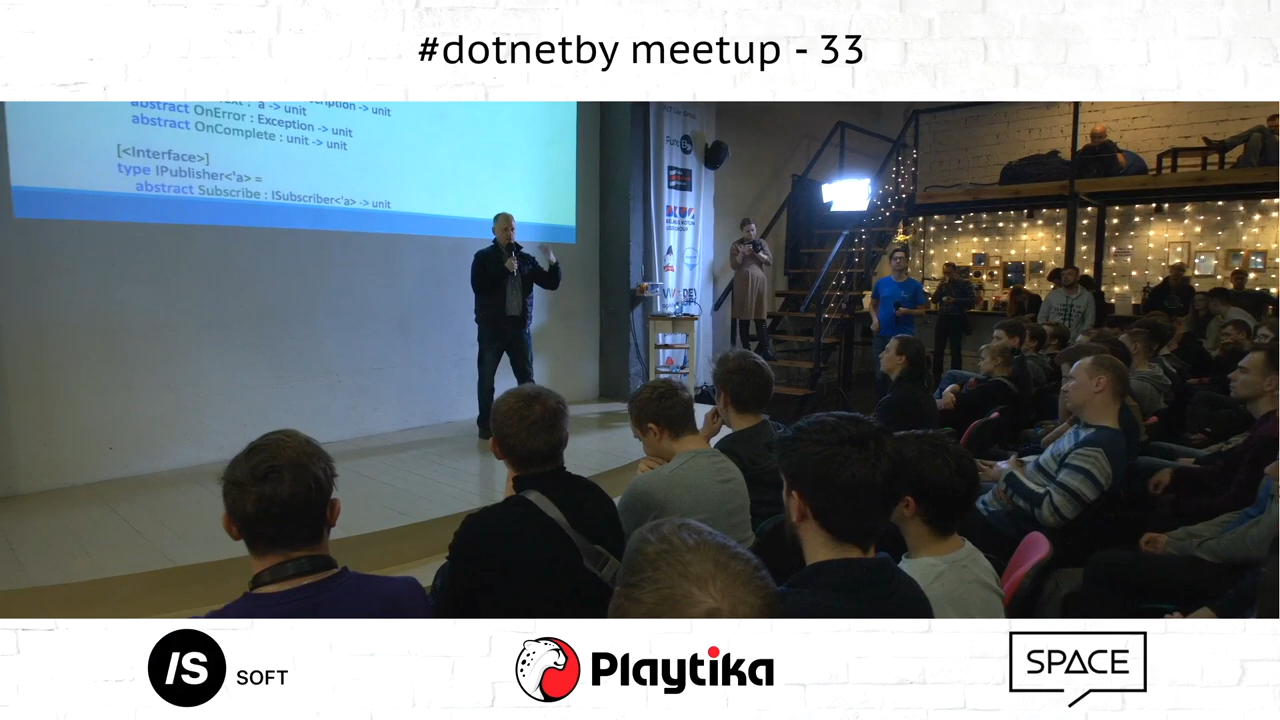 #dotnetby meetup - 33
: 'a -> unit
abstract OnError : Exception -> unit
abstract OnComplete : unit -> unit
[<Interface>]
type IPublisher<'a> =
abstract Subscribe : ISubscriber<'a> -> unit
/S SOFT
Playtika
SPACE